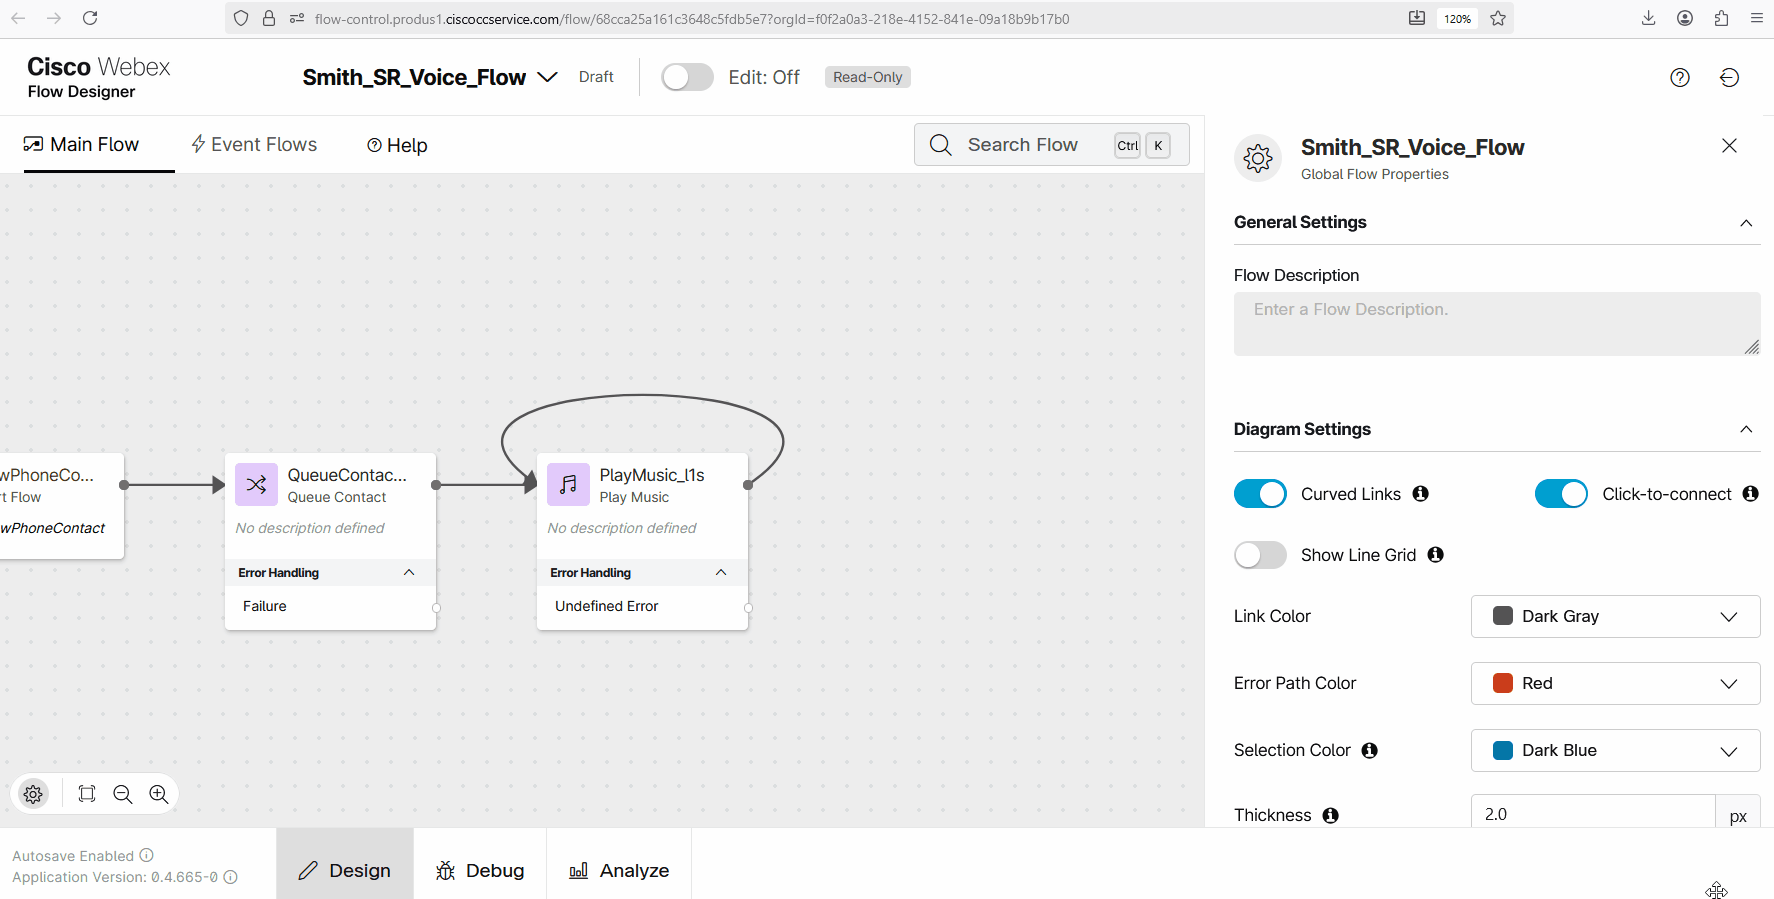 flow-control.produs1.ciscoccservice.com/flow/68cca25a161c3648c5fdb5e7?orgId=f0f2a0a3-218e-4152-841e-09a18b9b17b0
120%
Cisco Webex
Flow Designer
Smith_SR_Voice_Flow
Draft
Edit: Off
Read-Only
Main Flow
Event Flows
Help
Search Flow
Ctrl
K
wPhoneCo...
rt Flow
wPhoneContact
QueueContac...
Queue Contact
No description defined
Error Handling
Failure
PlayMusic_l1s
Play Music
No description defined
Error Handling
Undefined Error
Smith_SR_Voice_Flow
Global Flow Properties
General Settings
Flow Description
Enter a Flow Description.
Diagram Settings
Curved Links
Click-to-connect
Show Line Grid
Link Color
Dark Gray
Error Path Color
Red
Selection Color
Dark Blue
Thickness
2.0
px
Autosave Enabled
Application Version: 0.4.665-0
Design
Debug
Analyze